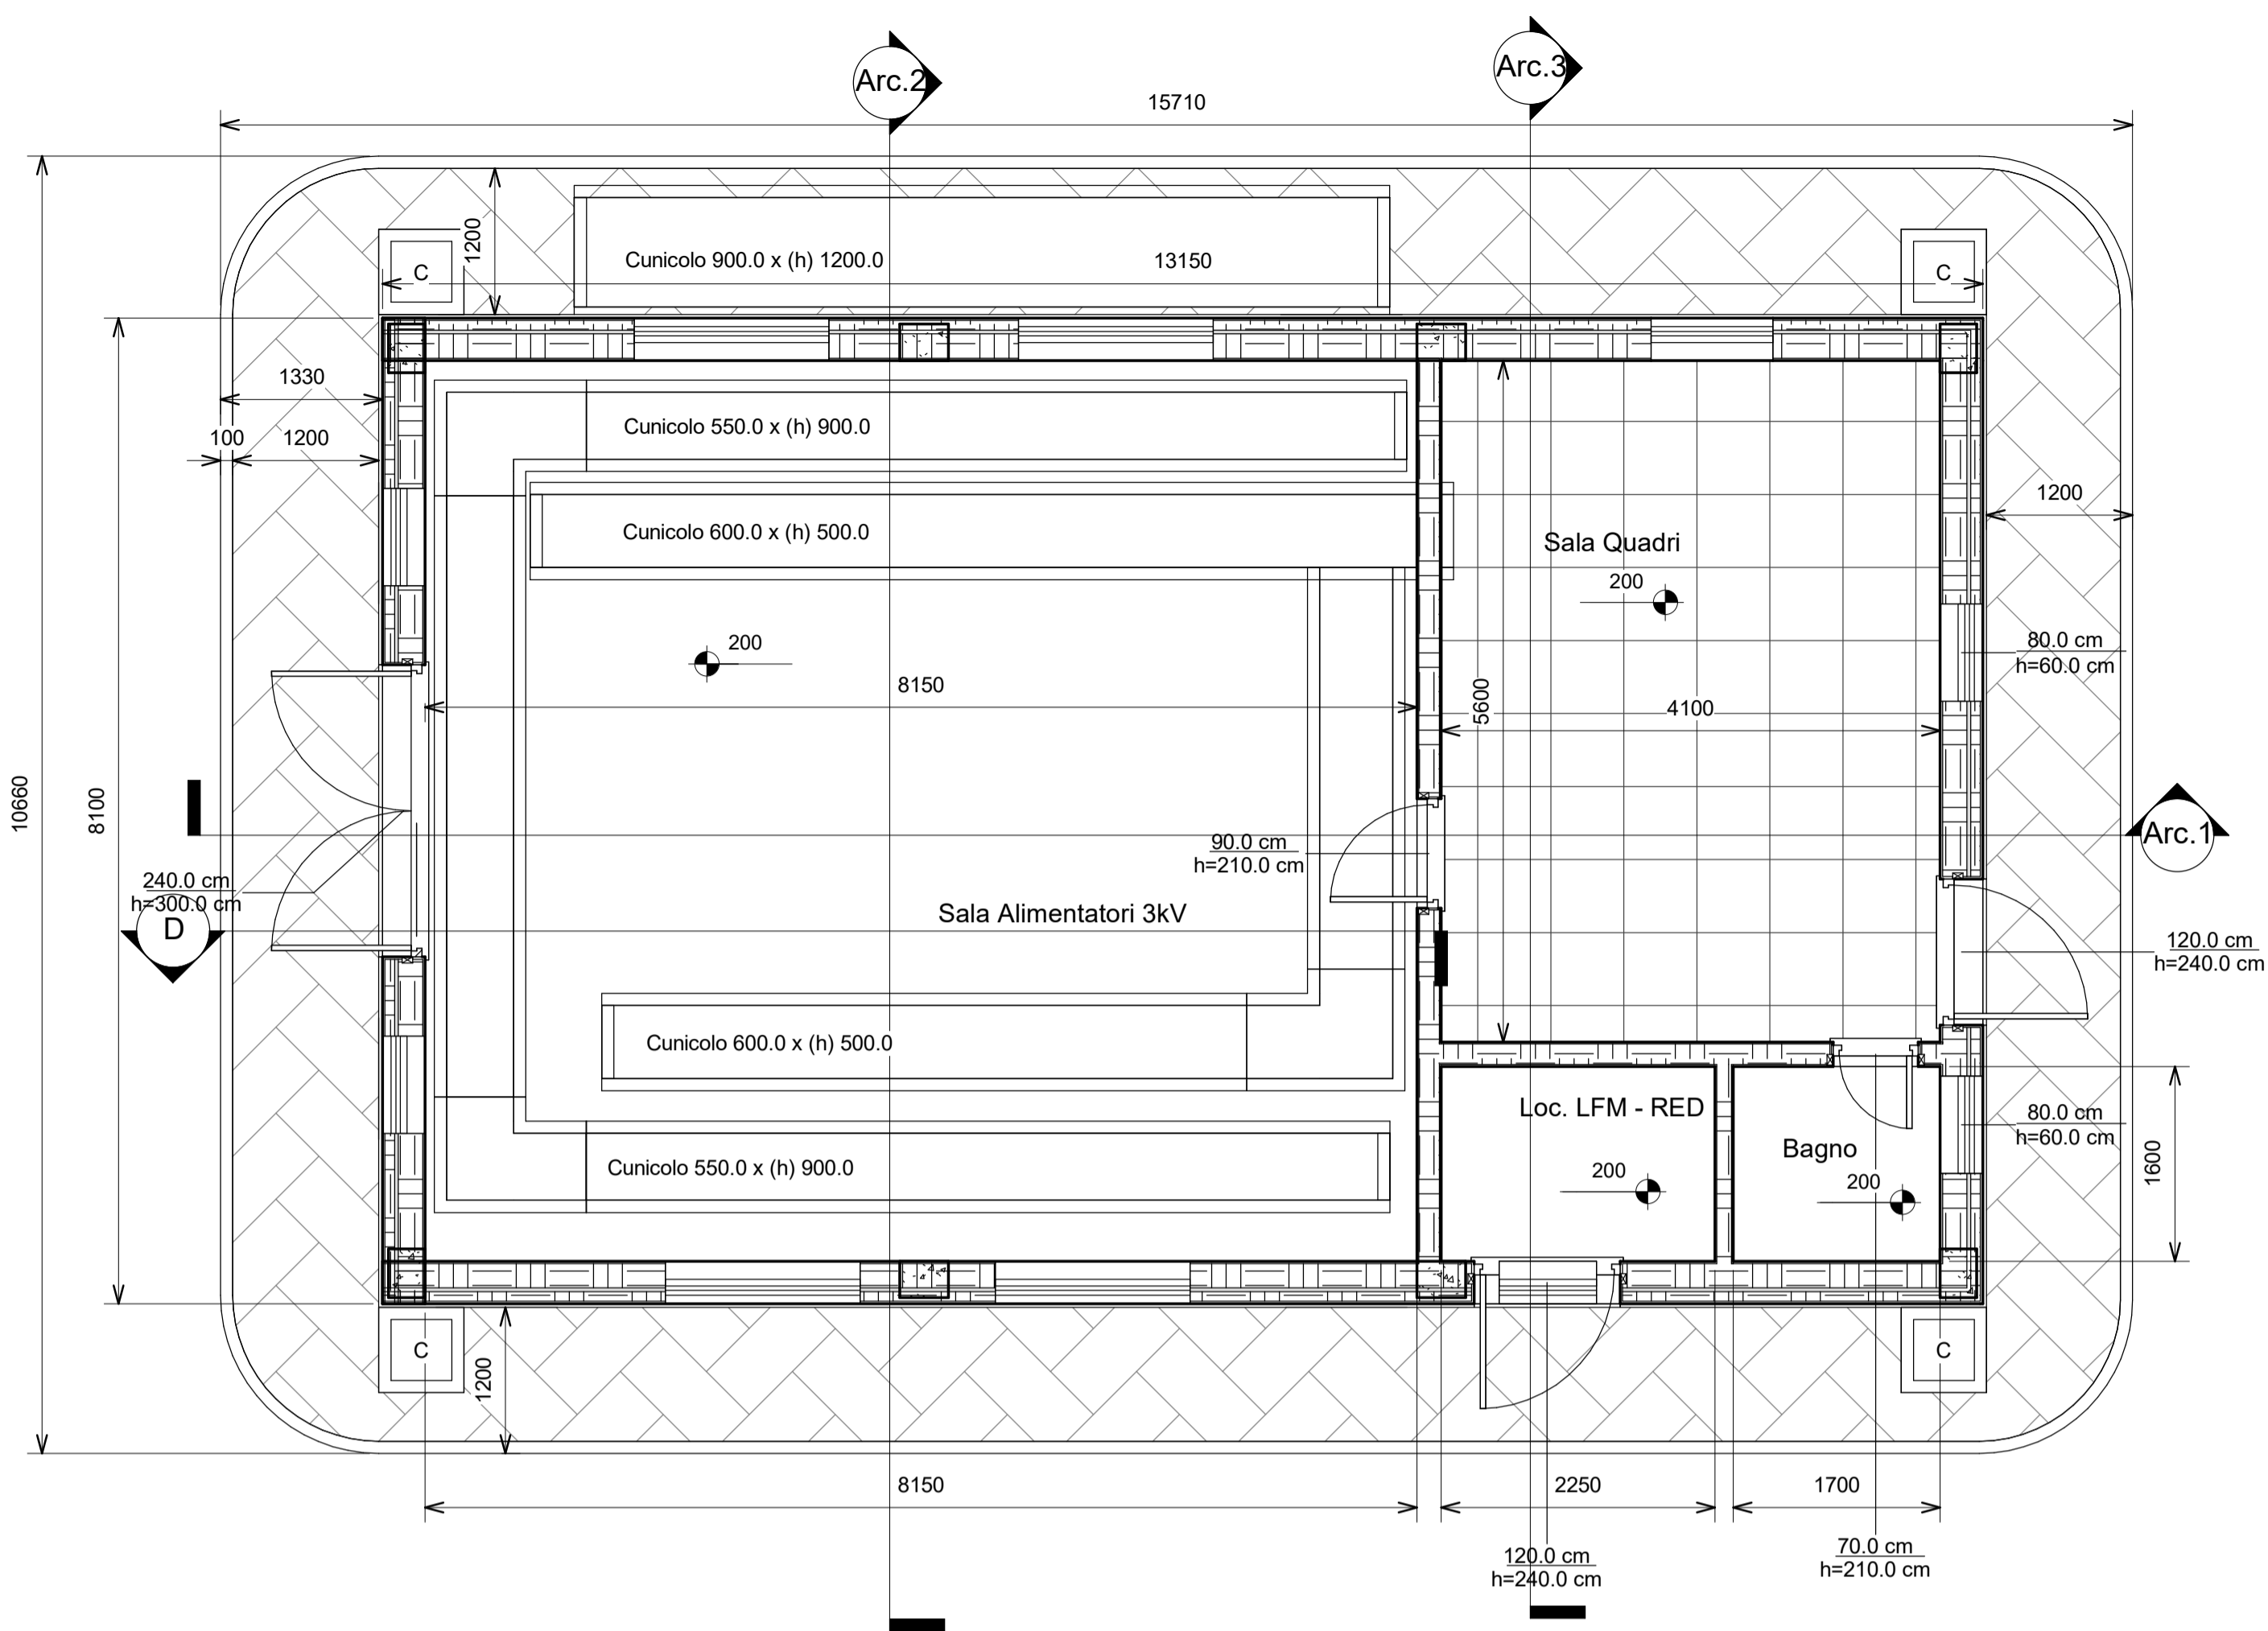 Arc.2
Arc.3
15710
1200
Cunicolo 900.0 x (h) 1200.0
13150
C
C
1330
100
1200
Cunicolo 550.0 x (h) 900.0
Cunicolo 600.0 x (h) 500.0
Sala Quadri
200
1200
200
8150
5600
4100
80.0 cm
h=60.0 cm
10660
8100
90.0 cm
h=210.0 cm
Arc.1
240.0 cm
h=300.0 cm
D
Sala Alimentatori 3kV
120.0 cm
h=240.0 cm
Cunicolo 600.0 x (h) 500.0
Loc. LFM - RED
200
Bagno
200
80.0 cm
h=60.0 cm
1600
Cunicolo 550.0 x (h) 900.0
C
1200
C
8150
2250
1700
120.0 cm
h=240.0 cm
70.0 cm
h=210.0 cm